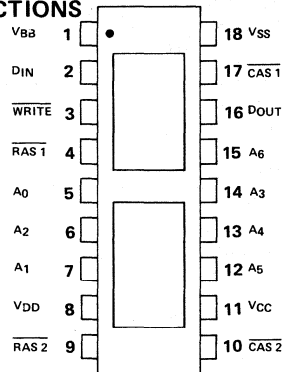 CTIONS
VBB 1 18 VSS
DIN 2 17 CAS 1
WRITE 3 16 DOUT
RAS 1 4 15 A6
A0 5 14 A3
A2 6 13 A4
A1 7 12 A5
VDD 8 11 VCC
RAS 2 9 10 CAS 2